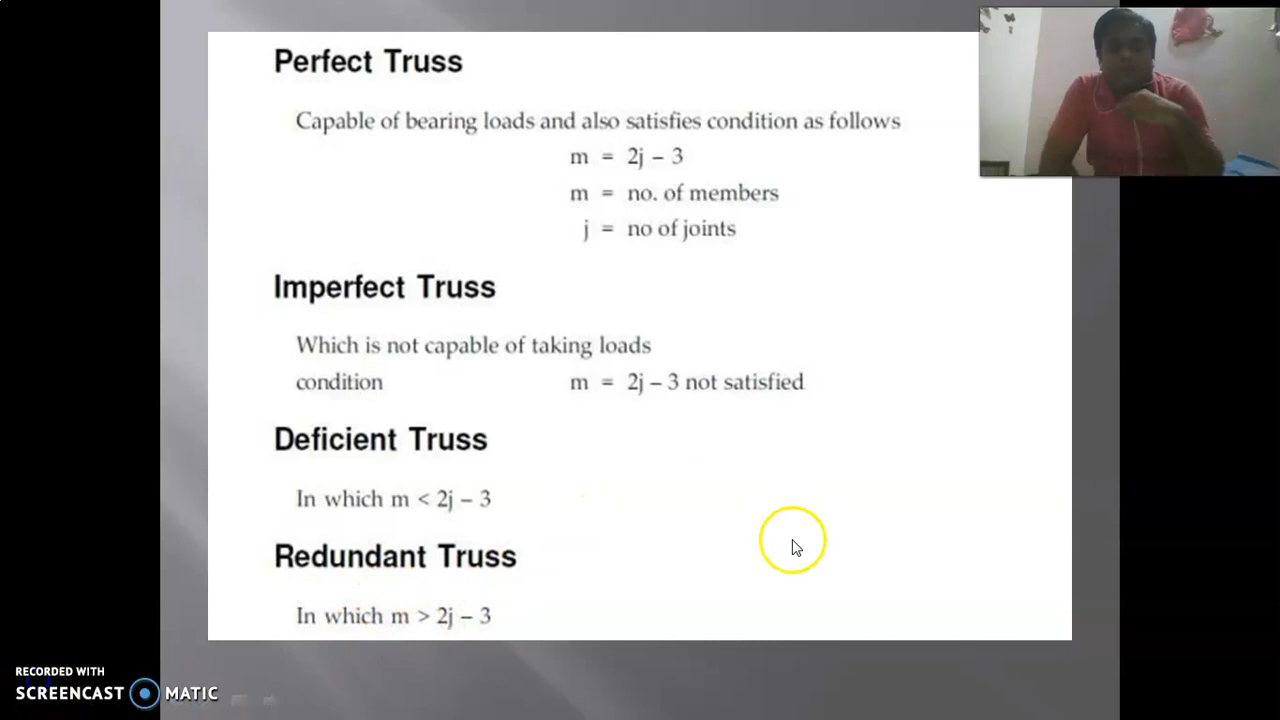 Perfect Truss
Capable of bearing loads and also satisfies condition as follows
m = 2j – 3
m = no. of members
j = no of joints
Imperfect Truss
Which is not capable of taking loads
condition m = 2j – 3 not satisfied
Deficient Truss
In which m < 2j – 3
Redundant Truss
In which m > 2j – 3
RECORDED WITH
SCREENCAST MATIC